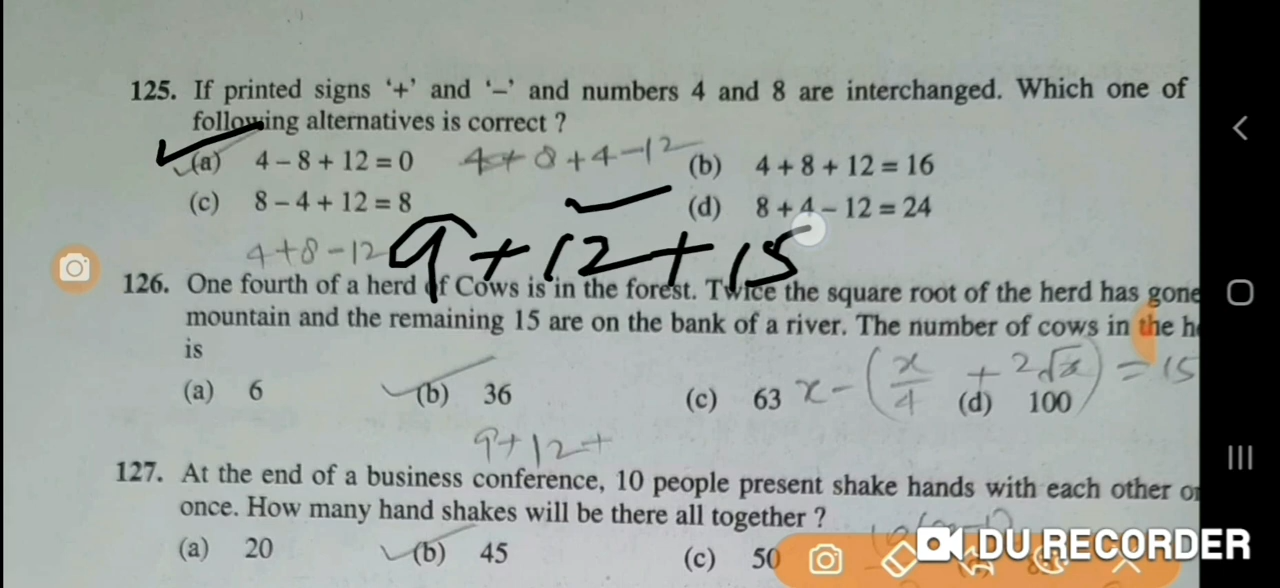 125. If printed signs ‘+’ and ‘–’ and numbers 4 and 8 are interchanged. Which one of
following alternatives is correct ?
(a) 4 – 8 + 12 = 0
4+8+4-12
(b) 4 + 8 + 12 = 16
(c) 8 – 4 + 12 = 8
(d) 8 + 4 – 12 = 24
4+8-12
9+12+15
126. One fourth of a herd of Cows is in the forest. Twice the square root of the herd has gone
mountain and the remaining 15 are on the bank of a river. The number of cows in the h
is
(a) 6
(b) 36
(c) 63
x-(x/4 + 2√x) = 15
(d) 100
9+12+
127. At the end of a business conference, 10 people present shake hands with each other
once. How many hand shakes will be there all together ?
(a) 20
(b) 45
(c) 50
DU RECORDER